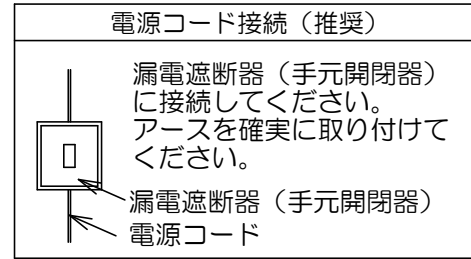 電源コード接続（推奨）
漏電遮断器（手元開閉器）
に接続してください。
アースを確実に取り付けて
ください。
漏電遮断器（手元開閉器）
電源コード